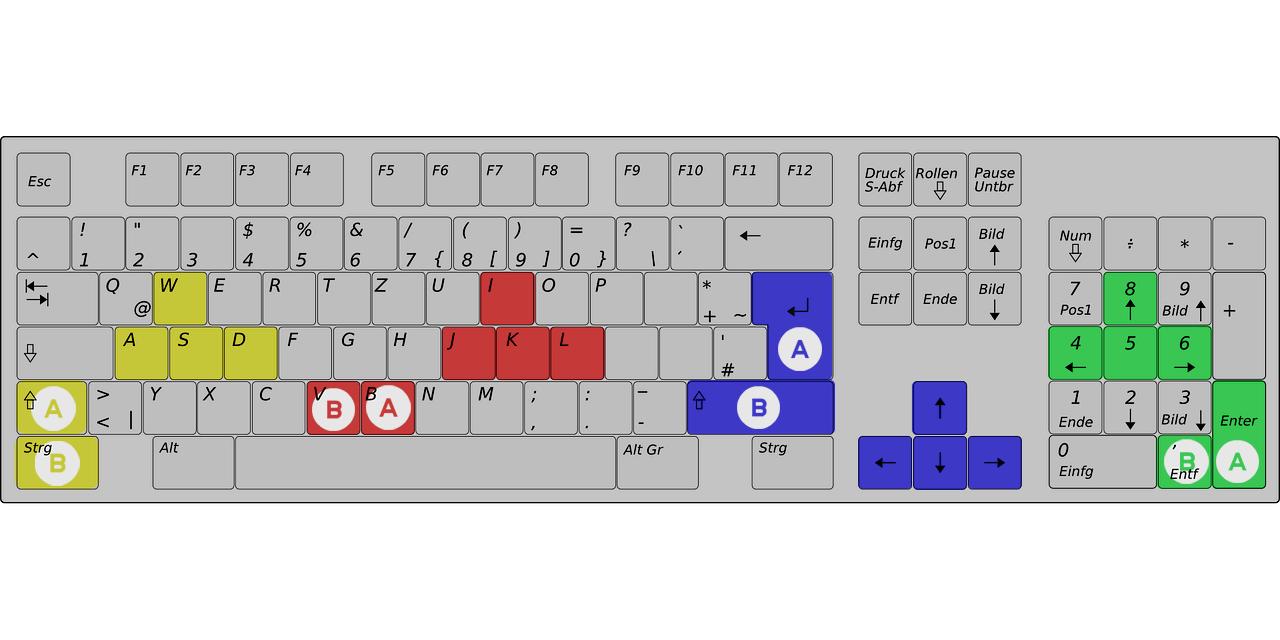 Esc F1 F2 F3 F4 F5 F6 F7 F8 F9 F10 F11 F12 Druck S-Abf Rollen ⇩ Pause Untbr
^ ! 1 " 2 3 $ 4 % 5 & 6 / 7 { ( 8 [ ) 9 ] = 0 } ? \ ` ´ ← Einfg Pos1 Bild ↑ Num ⇩ ÷ * -
Q @ W E R T Z U I O P * + ~ ↵ Entf Ende Bild ↓ 7 Pos1 8 ↑ 9 Bild ↑ +
⇩ A S D F G H J K L ' # A 4 ← 5 6 →
⇧ A > < | Y X C V B B A N M ; , : . _ - ⇧ B ↑ 1 Ende 2 ↓ 3 Bild ↓ Enter
Strg B Alt Alt Gr Strg ← ↓ → 0 Einfg , B Entf A